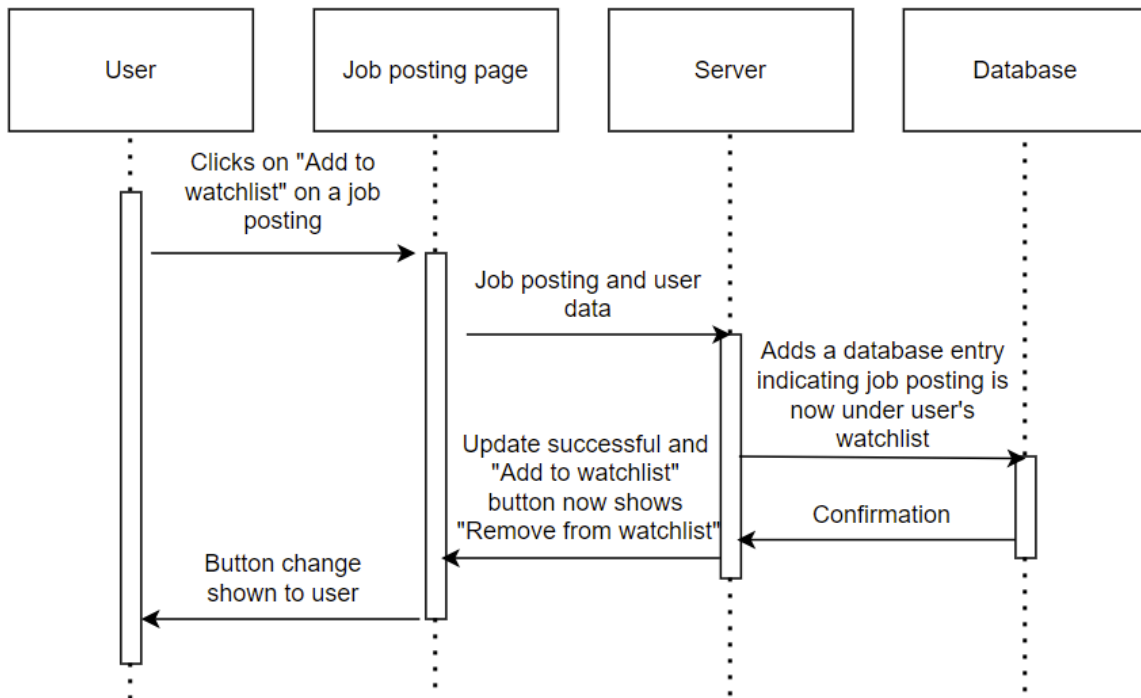 User
Job posting page
Server
Database
Clicks on "Add to
watchlist" on a job
posting
Job posting and user
data
Adds a database entry
indicating job posting is
now under user's
watchlist
Update successful and
"Add to watchlist"
button now shows
"Remove from watchlist"
Confirmation
Button change
shown to user